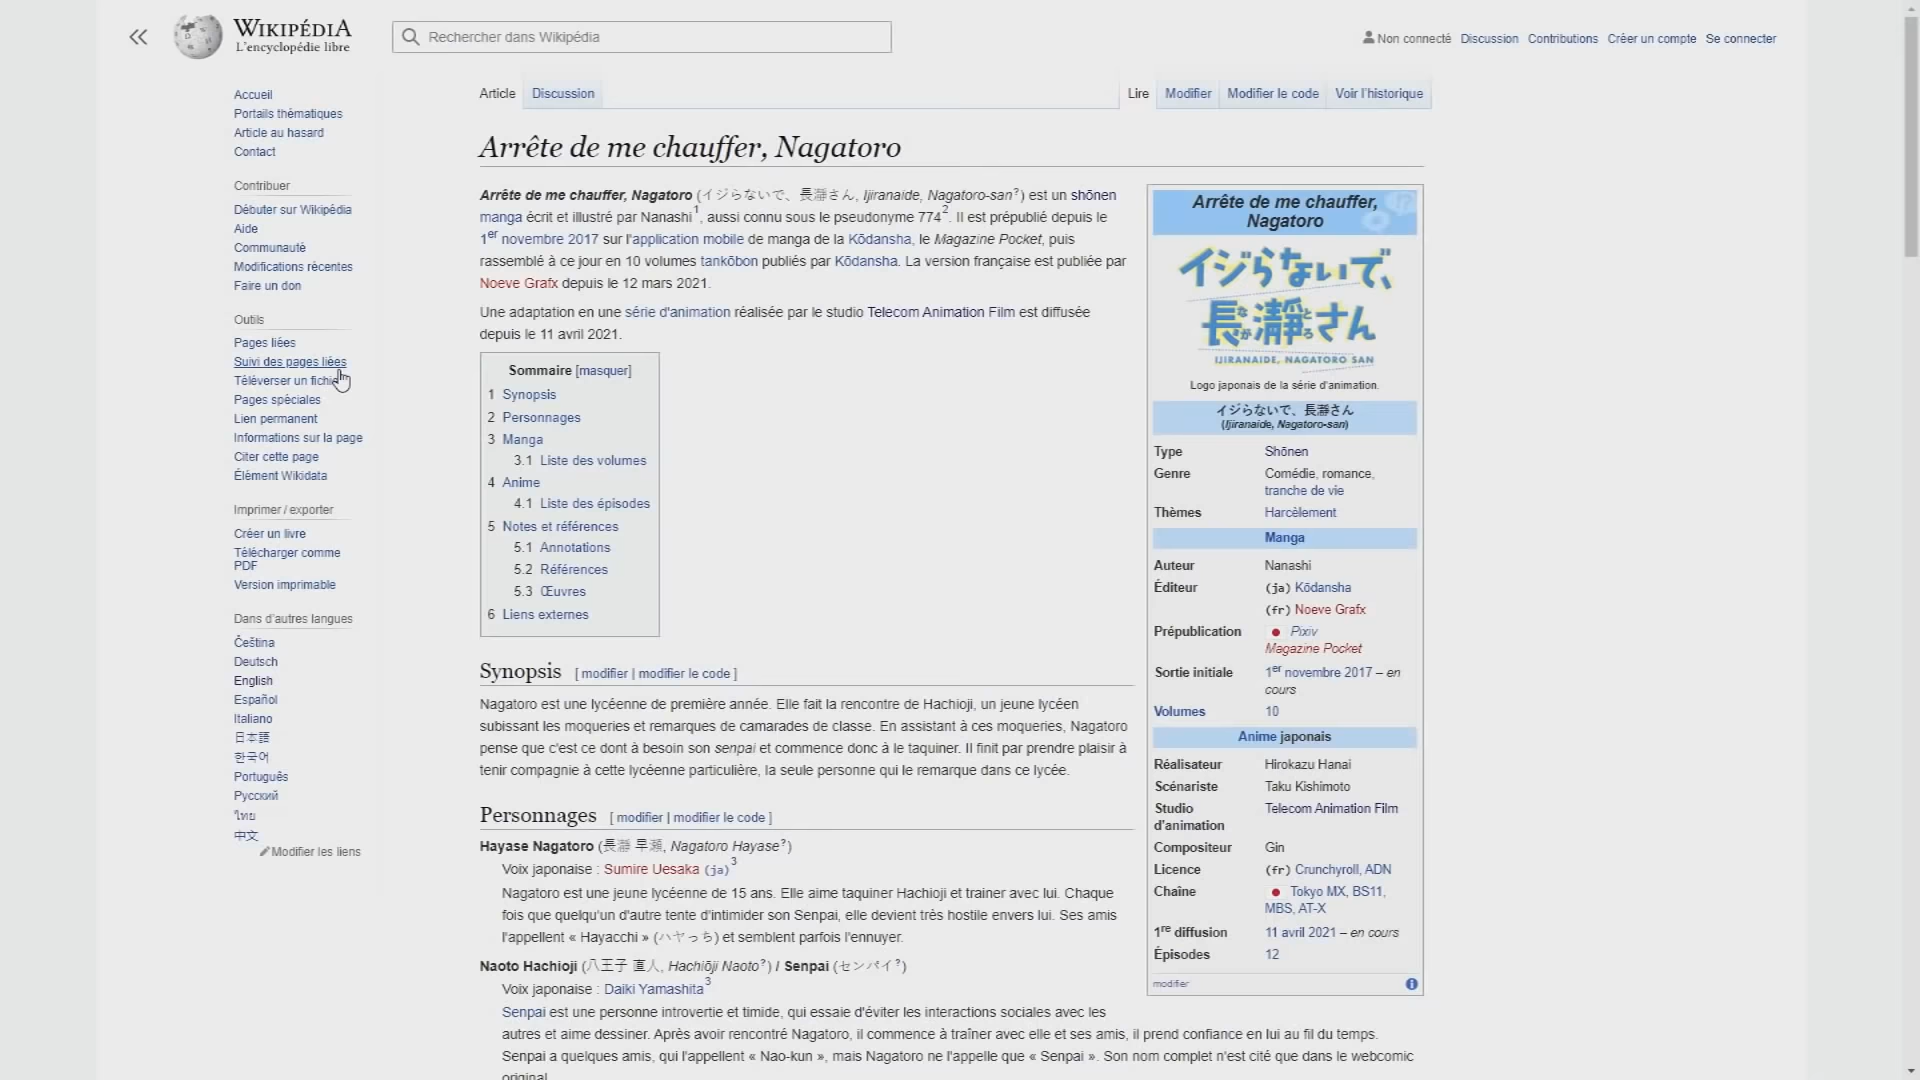 WIKIPÉDIA
L'encyclopédie libre
Rechercher dans Wikipédia
Non connecté Discussion Contributions Créer un compte Se connecter
Accueil
Portails thématiques
Article au hasard
Contact
Contribuer
Débuter sur Wikipédia
Aide
Communauté
Modifications récentes
Faire un don
Outils
Pages liées
Suivi des pages liées
Téléverser un fichi
Pages spéciales
Lien permanent
Informations sur la page
Citer cette page
Élément Wikidata
Imprimer / exporter
Créer un livre
Télécharger comme
PDF
Version imprimable
Dans d'autres langues
Čeština
Deutsch
English
Español
Italiano
日本語
한국어
Português
Русский
ไทย
中文
Modifier les liens
Article Discussion Lire Modifier Modifier le code Voir l'historique
Arrête de me chauffer, Nagatoro
Arrête de me chauffer, Nagatoro (イジらないで、長瀞さん, Ijiranaide, Nagatoro-san?) est un shōnen
manga écrit et illustré par Nanashi1, aussi connu sous le pseudonyme 7742. Il est prépublié depuis le
1er novembre 2017 sur l'application mobile de manga de la Kōdansha, le Magazine Pocket, puis
rassemblé à ce jour en 10 volumes tankōbon publiés par Kōdansha. La version française est publiée par
Noeve Grafx depuis le 12 mars 2021.
Une adaptation en une série d'animation réalisée par le studio Telecom Animation Film est diffusée
depuis le 11 avril 2021.
Sommaire [masquer]
1 Synopsis
2 Personnages
3 Manga
3.1 Liste des volumes
4 Anime
4.1 Liste des épisodes
5 Notes et références
5.1 Annotations
5.2 Références
5.3 Œuvres
6 Liens externes
Synopsis [ modifier | modifier le code ]
Nagatoro est une lycéenne de première année. Elle fait la rencontre de Hachioji, un jeune lycéen
subissant les moqueries et remarques de camarades de classe. En assistant à ces moqueries, Nagatoro
pense que c'est ce dont à besoin son senpai et commence donc à le taquiner. Il finit par prendre plaisir à
tenir compagnie à cette lycéenne particulière, la seule personne qui le remarque dans ce lycée.
Personnages [ modifier | modifier le code ]
Hayase Nagatoro (長瀞 早瀬, Nagatoro Hayase?)
Voix japonaise : Sumire Uesaka (ja)3
Nagatoro est une jeune lycéenne de 15 ans. Elle aime taquiner Hachioji et trainer avec lui. Chaque
fois que quelqu'un d'autre tente d'intimider son Senpai, elle devient très hostile envers lui. Ses amis
l'appellent « Hayacchi » (ハヤっち) et semblent parfois l'ennuyer.
Naoto Hachioji (八王子 直人, Hachiōji Naoto?) / Senpai (センパイ?)
Voix japonaise : Daiki Yamashita3
Senpai est une personne introvertie et timide, qui essaie d'éviter les interactions sociales avec les
autres et aime dessiner. Après avoir rencontré Nagatoro, il commence à traîner avec elle et ses amis, il prend confiance en lui au fil du temps.
Senpai a quelques amis, qui l'appellent « Nao-kun », mais Nagatoro ne l'appelle que « Senpai ». Son nom complet n'est cité que dans le webcomic
original.
Arrête de me chauffer,
Nagatoro
イジらないで、
長瀞さん
ながとろ
IJIRANAIDE, NAGATORO SAN
Logo japonais de la série d'animation.
イジらないで、長瀞さん
(Ijiranaide, Nagatoro-san)
Type Shōnen
Genre Comédie, romance,
tranche de vie
Thèmes Harcèlement
Manga
Auteur Nanashi
Éditeur (ja) Kōdansha
(fr) Noeve Grafx
Prépublication Pixiv
Magazine Pocket
Sortie initiale 1er novembre 2017 – en
cours
Volumes 10
Anime japonais
Réalisateur Hirokazu Hanai
Scénariste Taku Kishimoto
Studio Telecom Animation Film
d'animation
Compositeur Gin
Licence (fr) Crunchyroll, ADN
Chaîne Tokyo MX, BS11,
MBS, AT-X
1re diffusion 11 avril 2021 – en cours
Épisodes 12
modifier